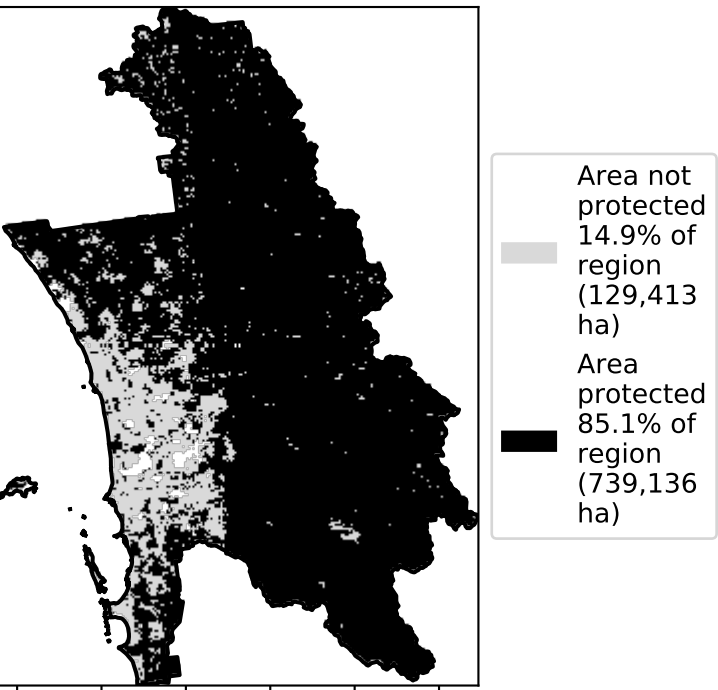 Area not
protected
14.9% of
region
(129,413
ha)
Area
protected
85.1% of
region
(739,136
ha)